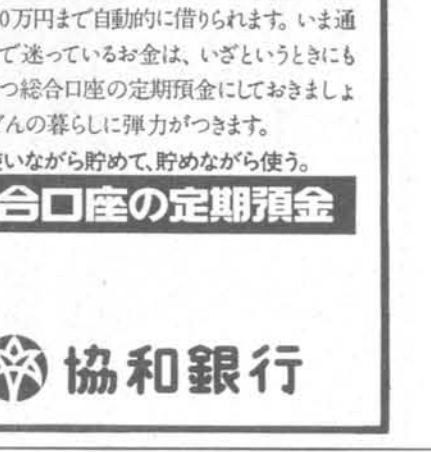 0万円まで自動的に借りられます。いま通
で迷っているお金は、いざというときにも
つ総合口座の定期預金にしておきましょ
んの暮らしに弾力がつきます。
いながら貯めて、貯めながら使う。
合口座の定期預金
協和銀行